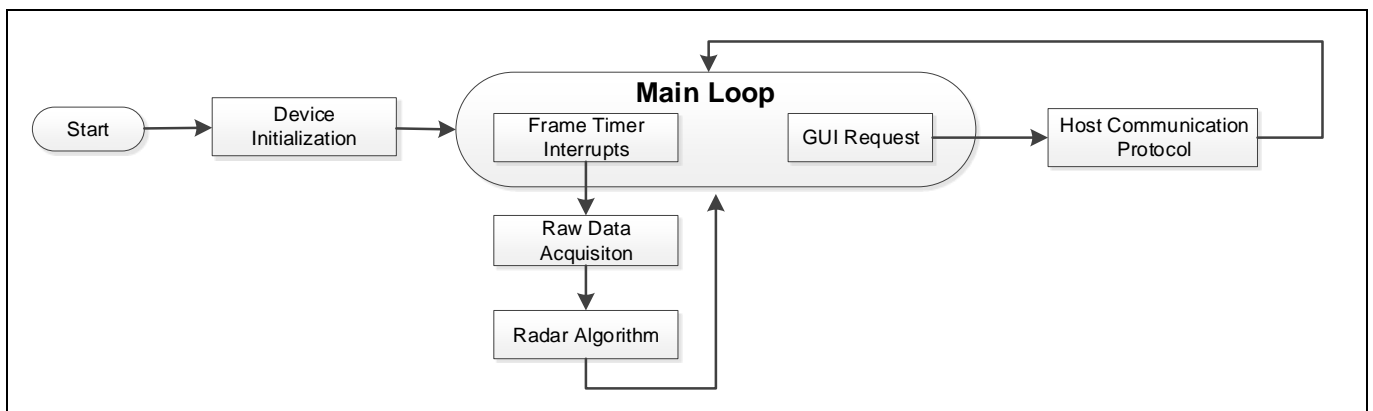 Main Loop
Start
Device
Initialization
Frame Timer
Interrupts
GUI Request
Host Communication
Protocol
Raw Data
Acquisiton
Radar Algorithm